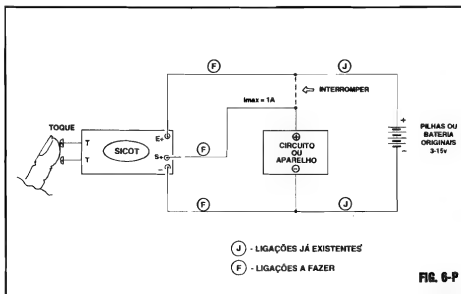 F
J
INTERROMPER
Imax = 1A
TOQUE
T
T
SICOT
E+
S+
-
+
CIRCUITO
OU
APARELHO
-
+
-
PILHAS OU
BATERIA
ORIGINAIS
3-15v
F
F
J
J - LIGAÇÕES JÁ EXISTENTES
F - LIGAÇÕES A FAZER
FIG. 6-P